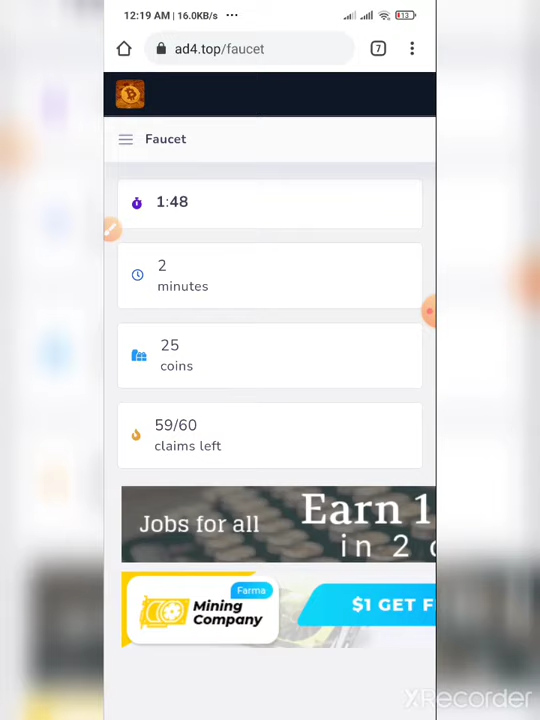 12:19 AM | 16.0KB/s ...
13
ad4.top/faucet
7
Faucet
1:48
2
minutes
25
coins
59/60
claims left
Jobs for all
Earn 1
in 2
Farma
Mining
Company
$1 GET F
XRecorder